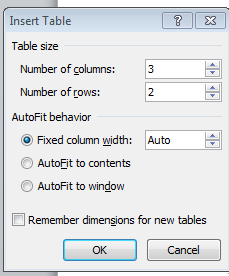 Insert Table
Table size
Number of columns: 3
Number of rows: 2
AutoFit behavior
Fixed column width: Auto
AutoFit to contents
AutoFit to window
Remember dimensions for new tables
OK Cancel